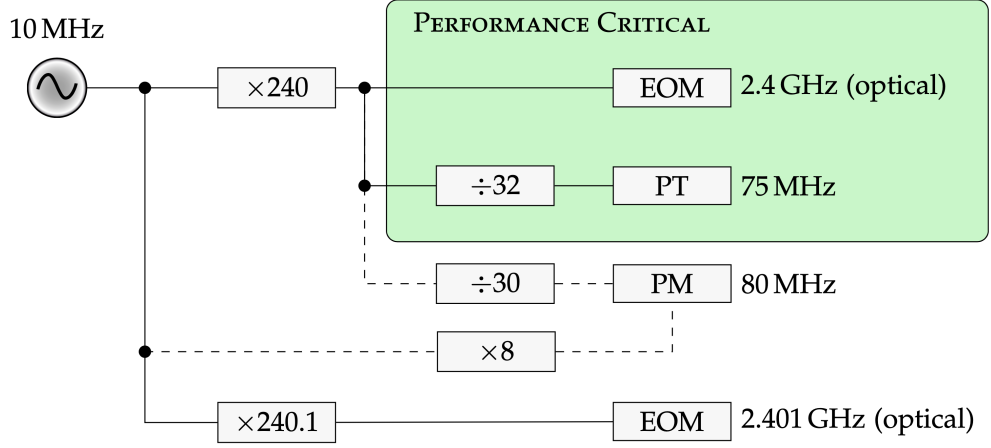 10 MHz
PERFORMANCE CRITICAL
×240
EOM
2.4 GHz (optical)
÷32
PT
75 MHz
÷30
PM
80 MHz
×8
×240.1
EOM
2.401 GHz (optical)